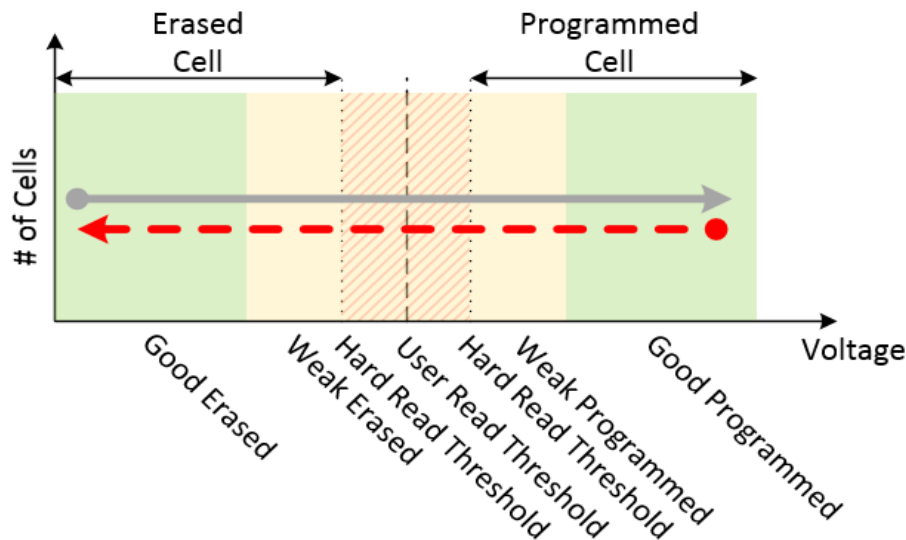 Erased
Cell
Programmed
Cell
# of Cells
Voltage
Good Erased
Weak Erased
Hard Read Threshold
User Read Threshold
Hard Read Threshold
Weak Programmed
Good Programmed